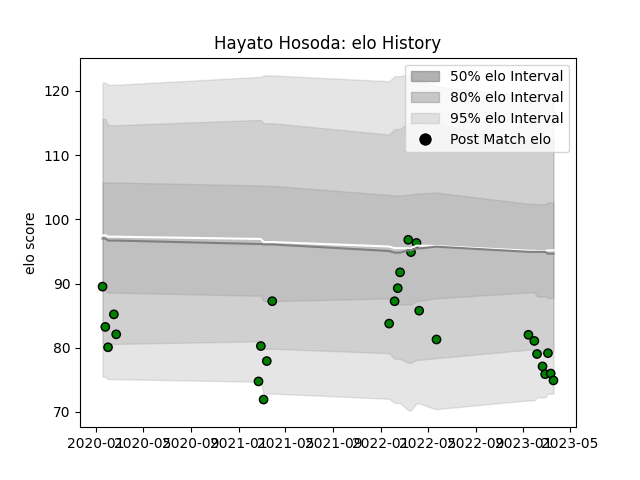 Hayato Hosoda: elo History
50% elo Interval
80% elo Interval
95% elo Interval
Post Match elo
elo score
120
110
100
90
80
70
2020-01 2020-05 2020-09 2021-01 2021-05 2021-09 2022-01 2022-05 2022-09 2023-01 2023-05